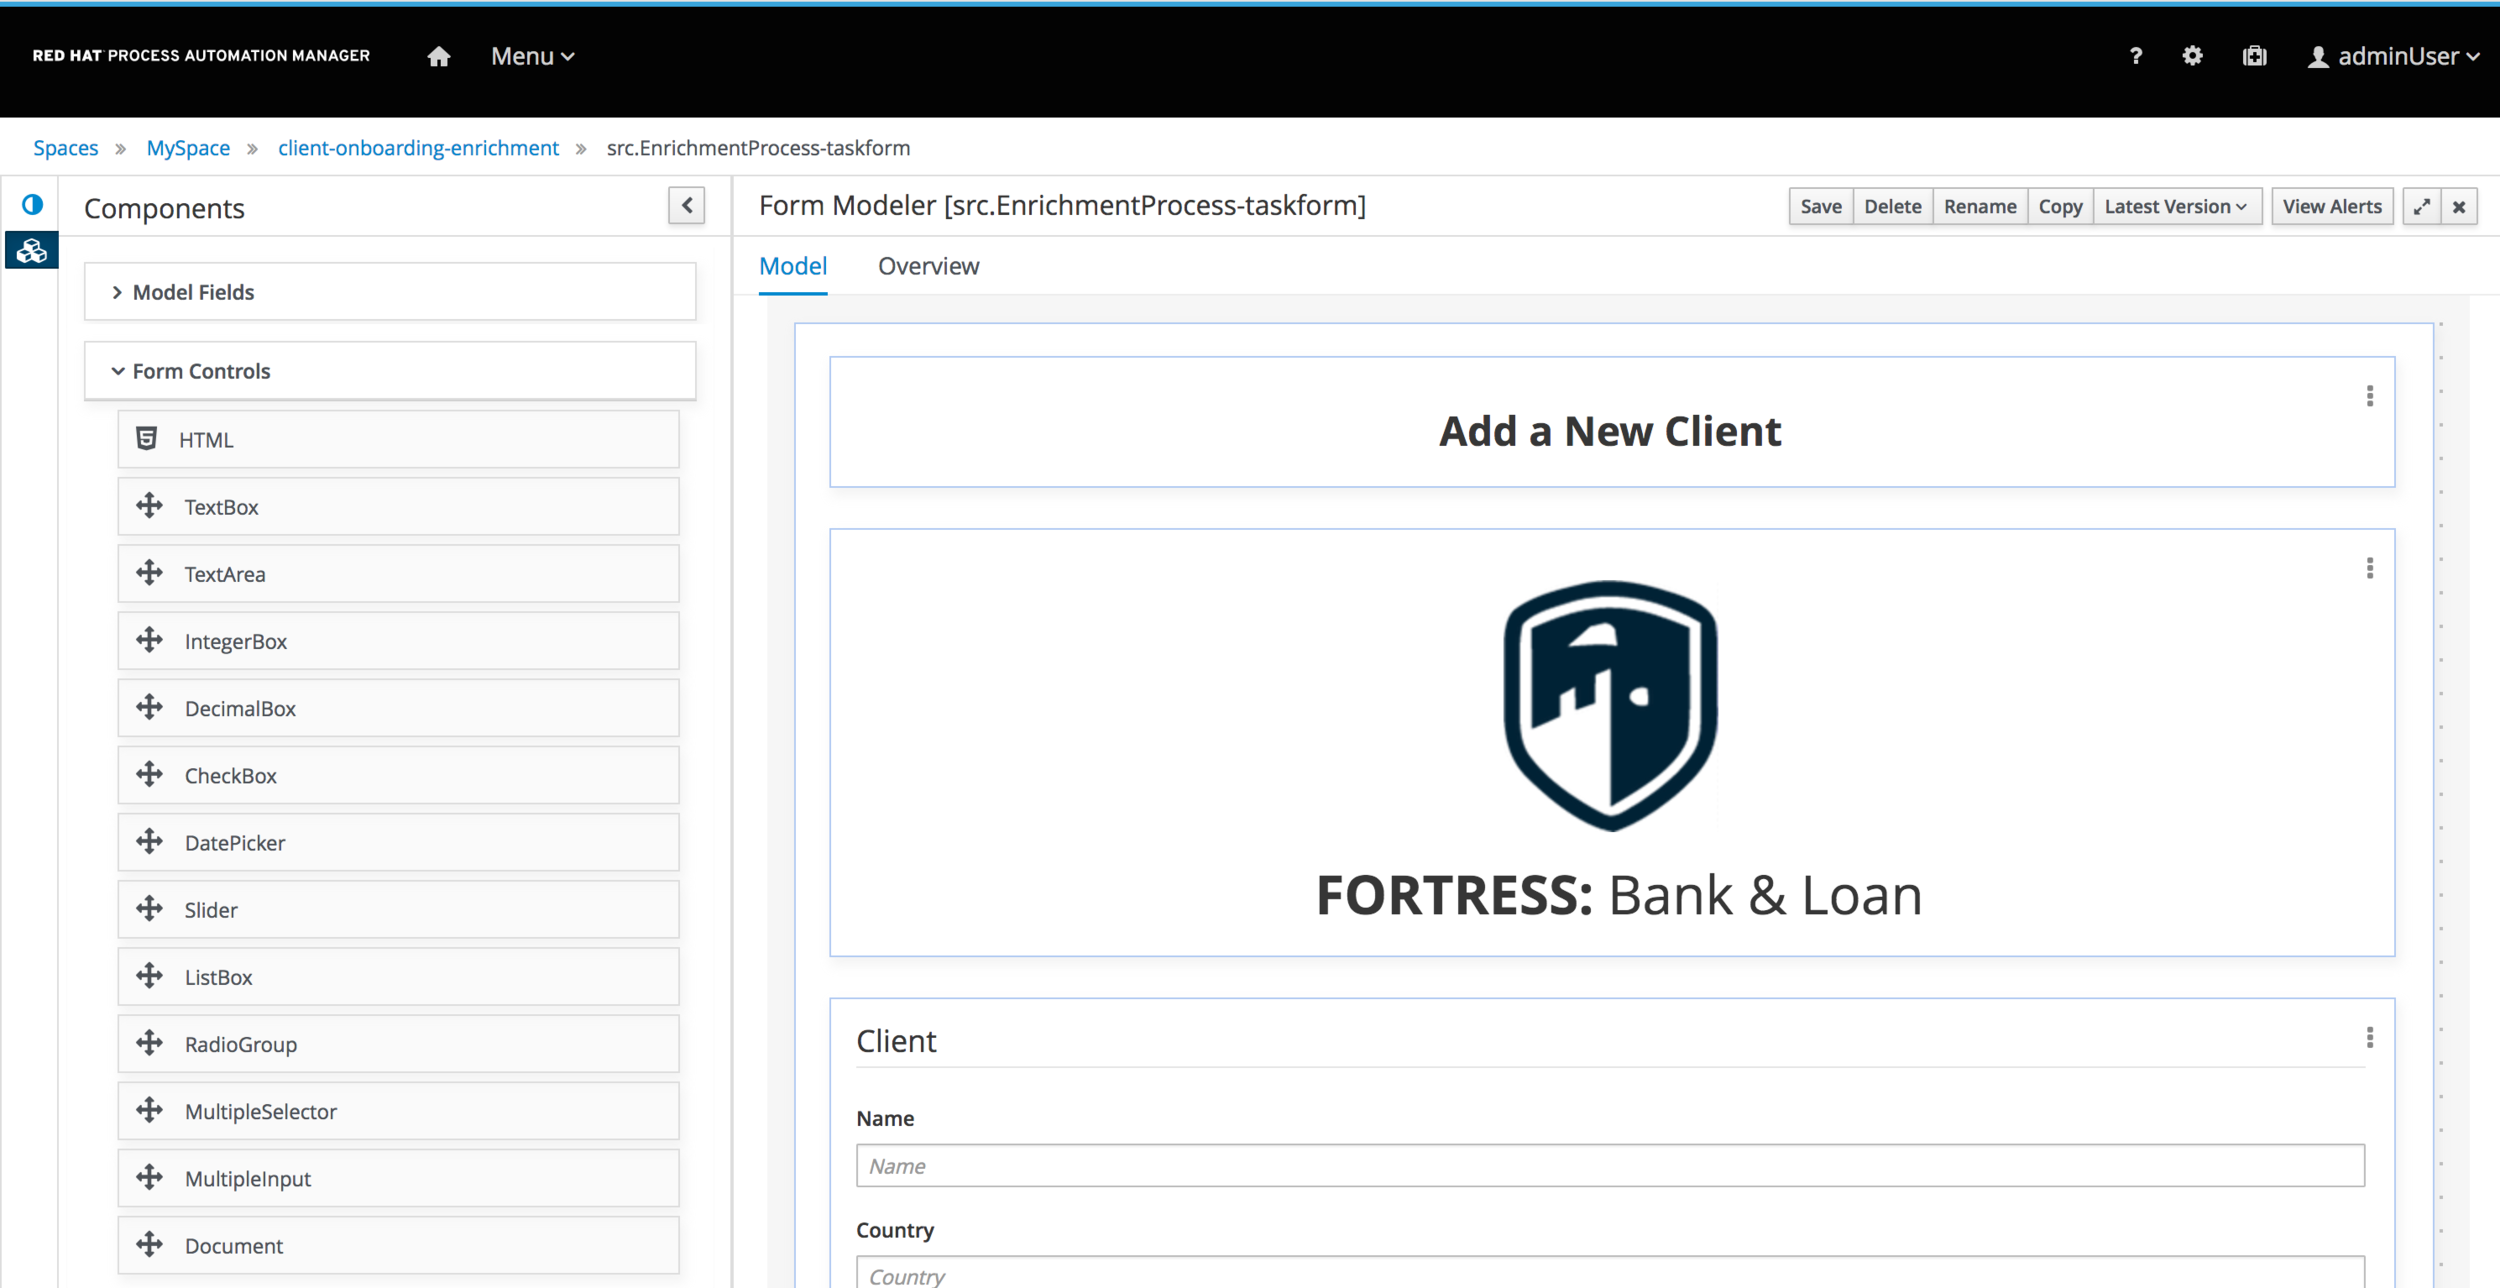 RED HAT PROCESS AUTOMATION MANAGER Menu ? adminUser
Spaces » MySpace » client-onboarding-enrichment » src.EnrichmentProcess-taskform
Components
Model Fields
Form Controls
HTML
TextBox
TextArea
IntegerBox
DecimalBox
CheckBox
DatePicker
Slider
ListBox
RadioGroup
MultipleSelector
MultipleInput
Document
Form Modeler [src.EnrichmentProcess-taskform]
Save Delete Rename Copy Latest Version View Alerts
Model Overview
Add a New Client
FORTRESS: Bank & Loan
Client
Name
Name
Country
Country